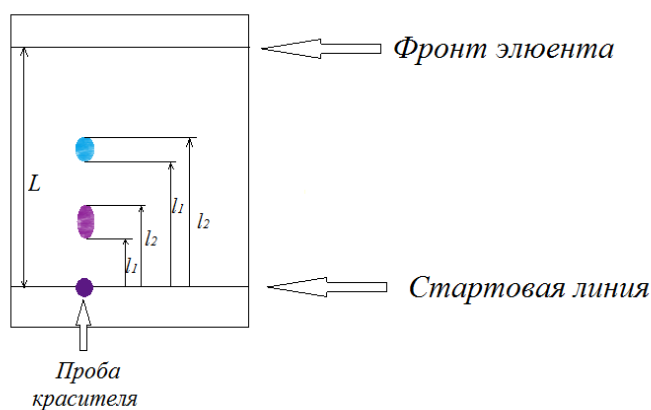 Фронт элюента
L
l1
l2
l2
l1
Стартовая линия
Проба
красителя